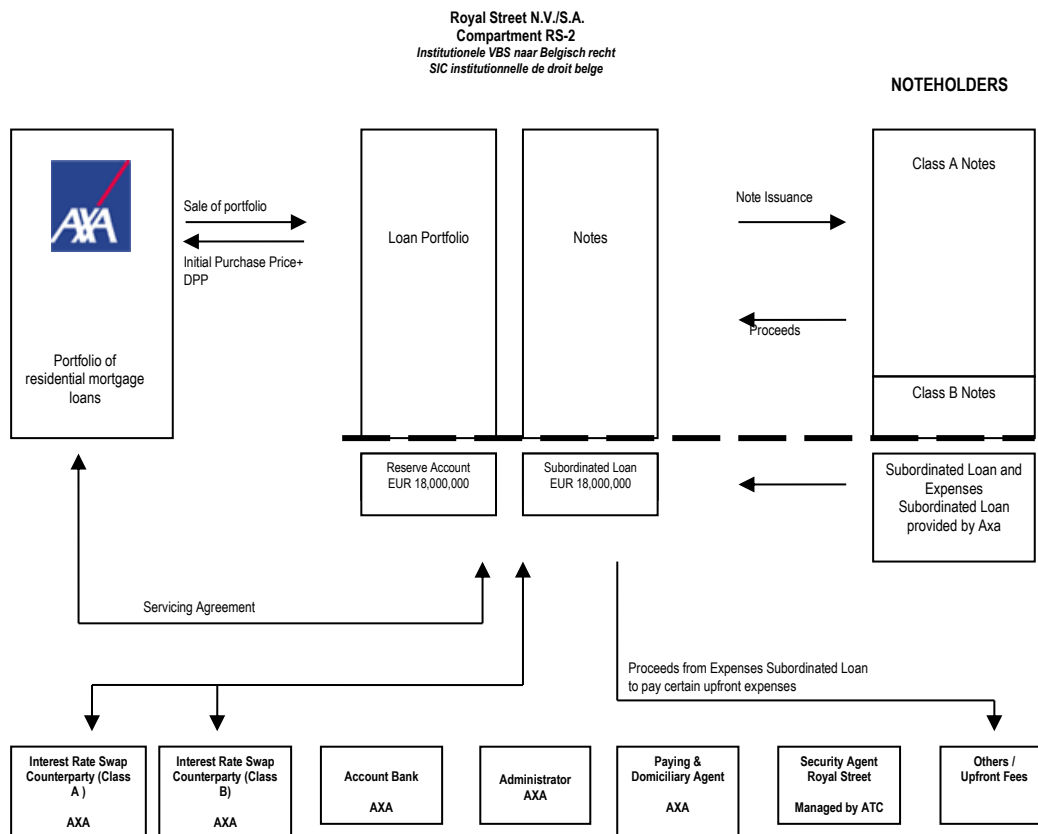 Royal Street N.V./S.A.
Compartment RS-2
Institutionele VBS naar Belgisch recht
SIC institutionnelle de droit belge
NOTEHOLDERS
AXA
Portfolio of
residential mortgage
loans
Sale of portfolio
Initial Purchase Price+
DPP
Loan Portfolio
Notes
Note Issuance
Proceeds
Class A Notes
Class B Notes
Reserve Account
EUR 18,000,000
Subordinated Loan
EUR 18,000,000
Subordinated Loan and
Expenses
Subordinated Loan
provided by Axa
Servicing Agreement
Proceeds from Expenses Subordinated Loan
to pay certain upfront expenses
Interest Rate Swap
Counterparty (Class
A )
AXA
Interest Rate Swap
Counterparty (Class
B)
AXA
Account Bank
AXA
Administrator
AXA
Paying &
Domiciliary Agent
AXA
Security Agent
Royal Street
Managed by ATC
Others /
Upfront Fees